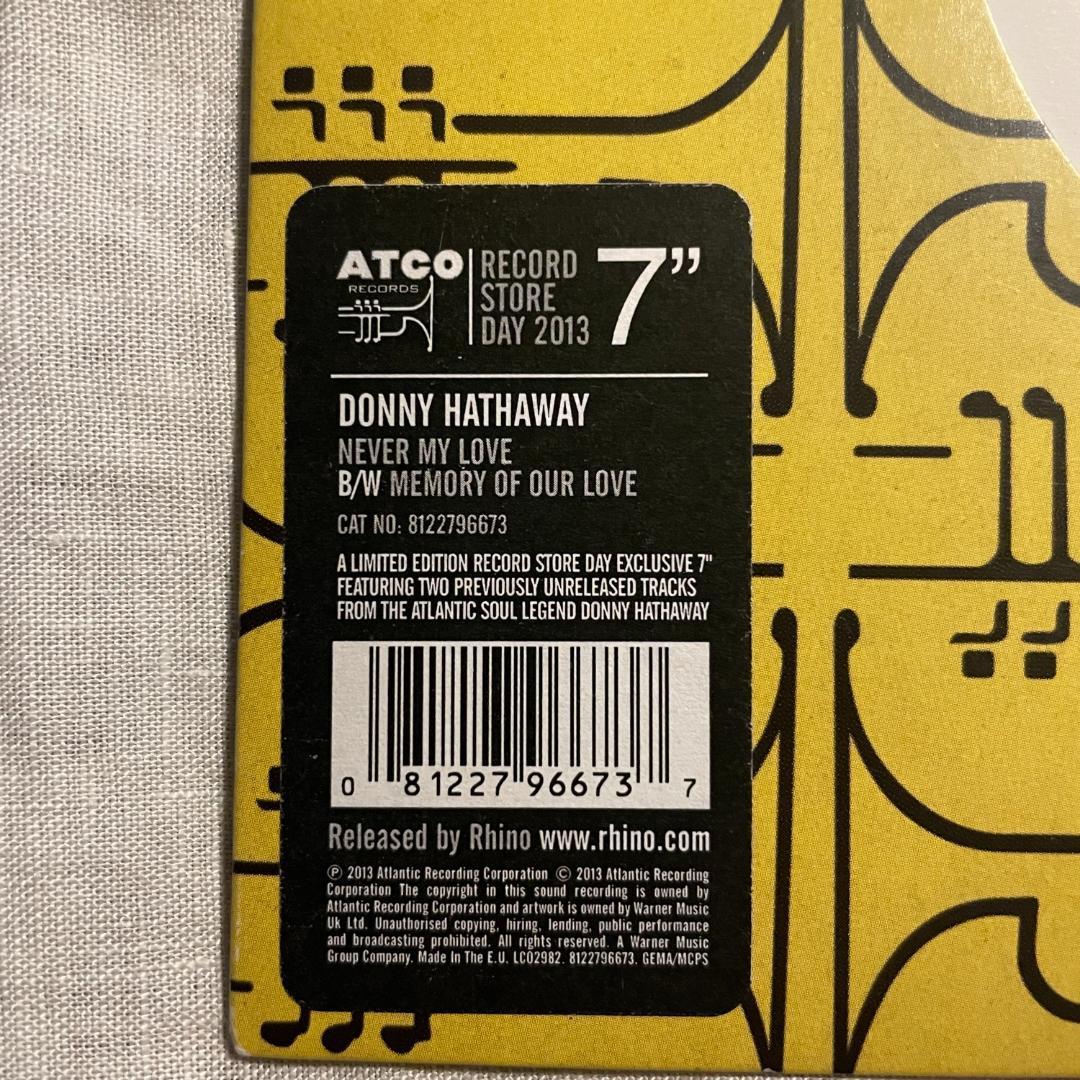 ATCO
RECORDS
RECORD
STORE
DAY 2013
7”
DONNY HATHAWAY
NEVER MY LOVE
B/W MEMORY OF OUR LOVE
CAT NO: 8122796673
A LIMITED EDITION RECORD STORE DAY EXCLUSIVE 7"
FEATURING TWO PREVIOUSLY UNRELEASED TRACKS
FROM THE ATLANTIC SOUL LEGEND DONNY HATHAWAY
0 81227 96673 7
Released by Rhino www.rhino.com
℗ 2013 Atlantic Recording Corporation © 2013 Atlantic Recording
Corporation The copyright in this sound recording is owned by
Atlantic Recording Corporation and artwork is owned by Warner Music
Uk Ltd. Unauthorised copying, hiring, lending, public performance
and broadcasting prohibited. All rights reserved. A Warner Music
Group Company. Made In The E.U. LC02982. 8122796673. GEMA/MCPS